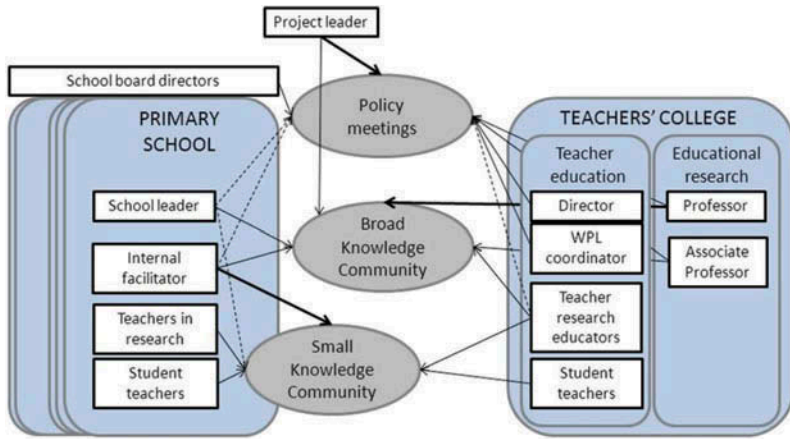 Project leader
School board directors
PRIMARY
SCHOOL
Policy
meetings
TEACHERS' COLLEGE
Teacher
education
Educational
research
School leader
Director
Professor
Broad
Knowledge
Community
WPL
coordinator
Internal
facilitator
Associate
Professor
Teachers in
research
Teacher
research
educators
Small
Knowledge
Community
Student
teachers
Student
teachers